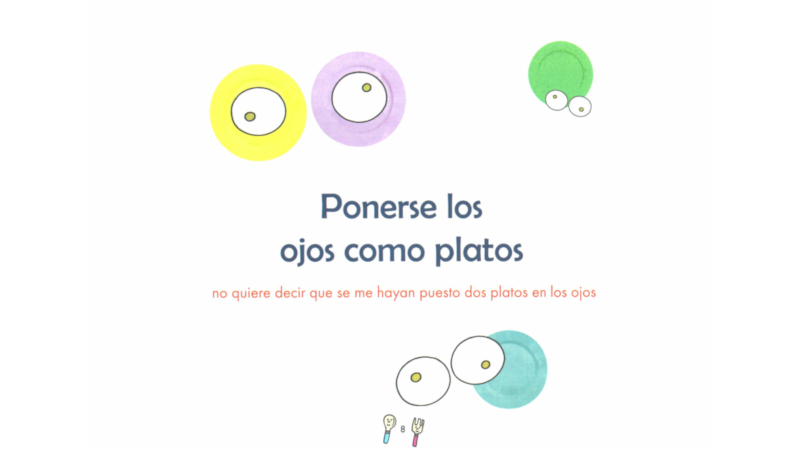 Ponerse los
ojos como platos
no quiere decir que se me hayan puesto dos platos en los ojos
8